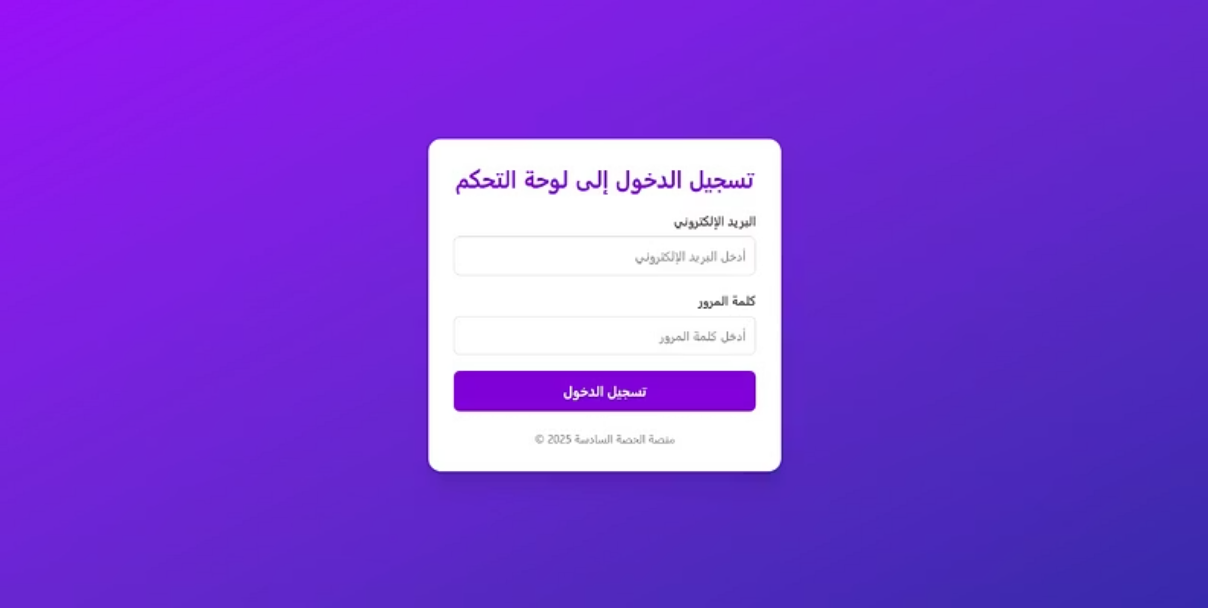 تسجيل الدخول إلى لوحة التحكم
البريد الإلكتروني
أدخل البريد الإلكتروني
كلمة المرور
أدخل كلمة المرور
تسجيل الدخول
منصة الحصة السادسة 2025 ©